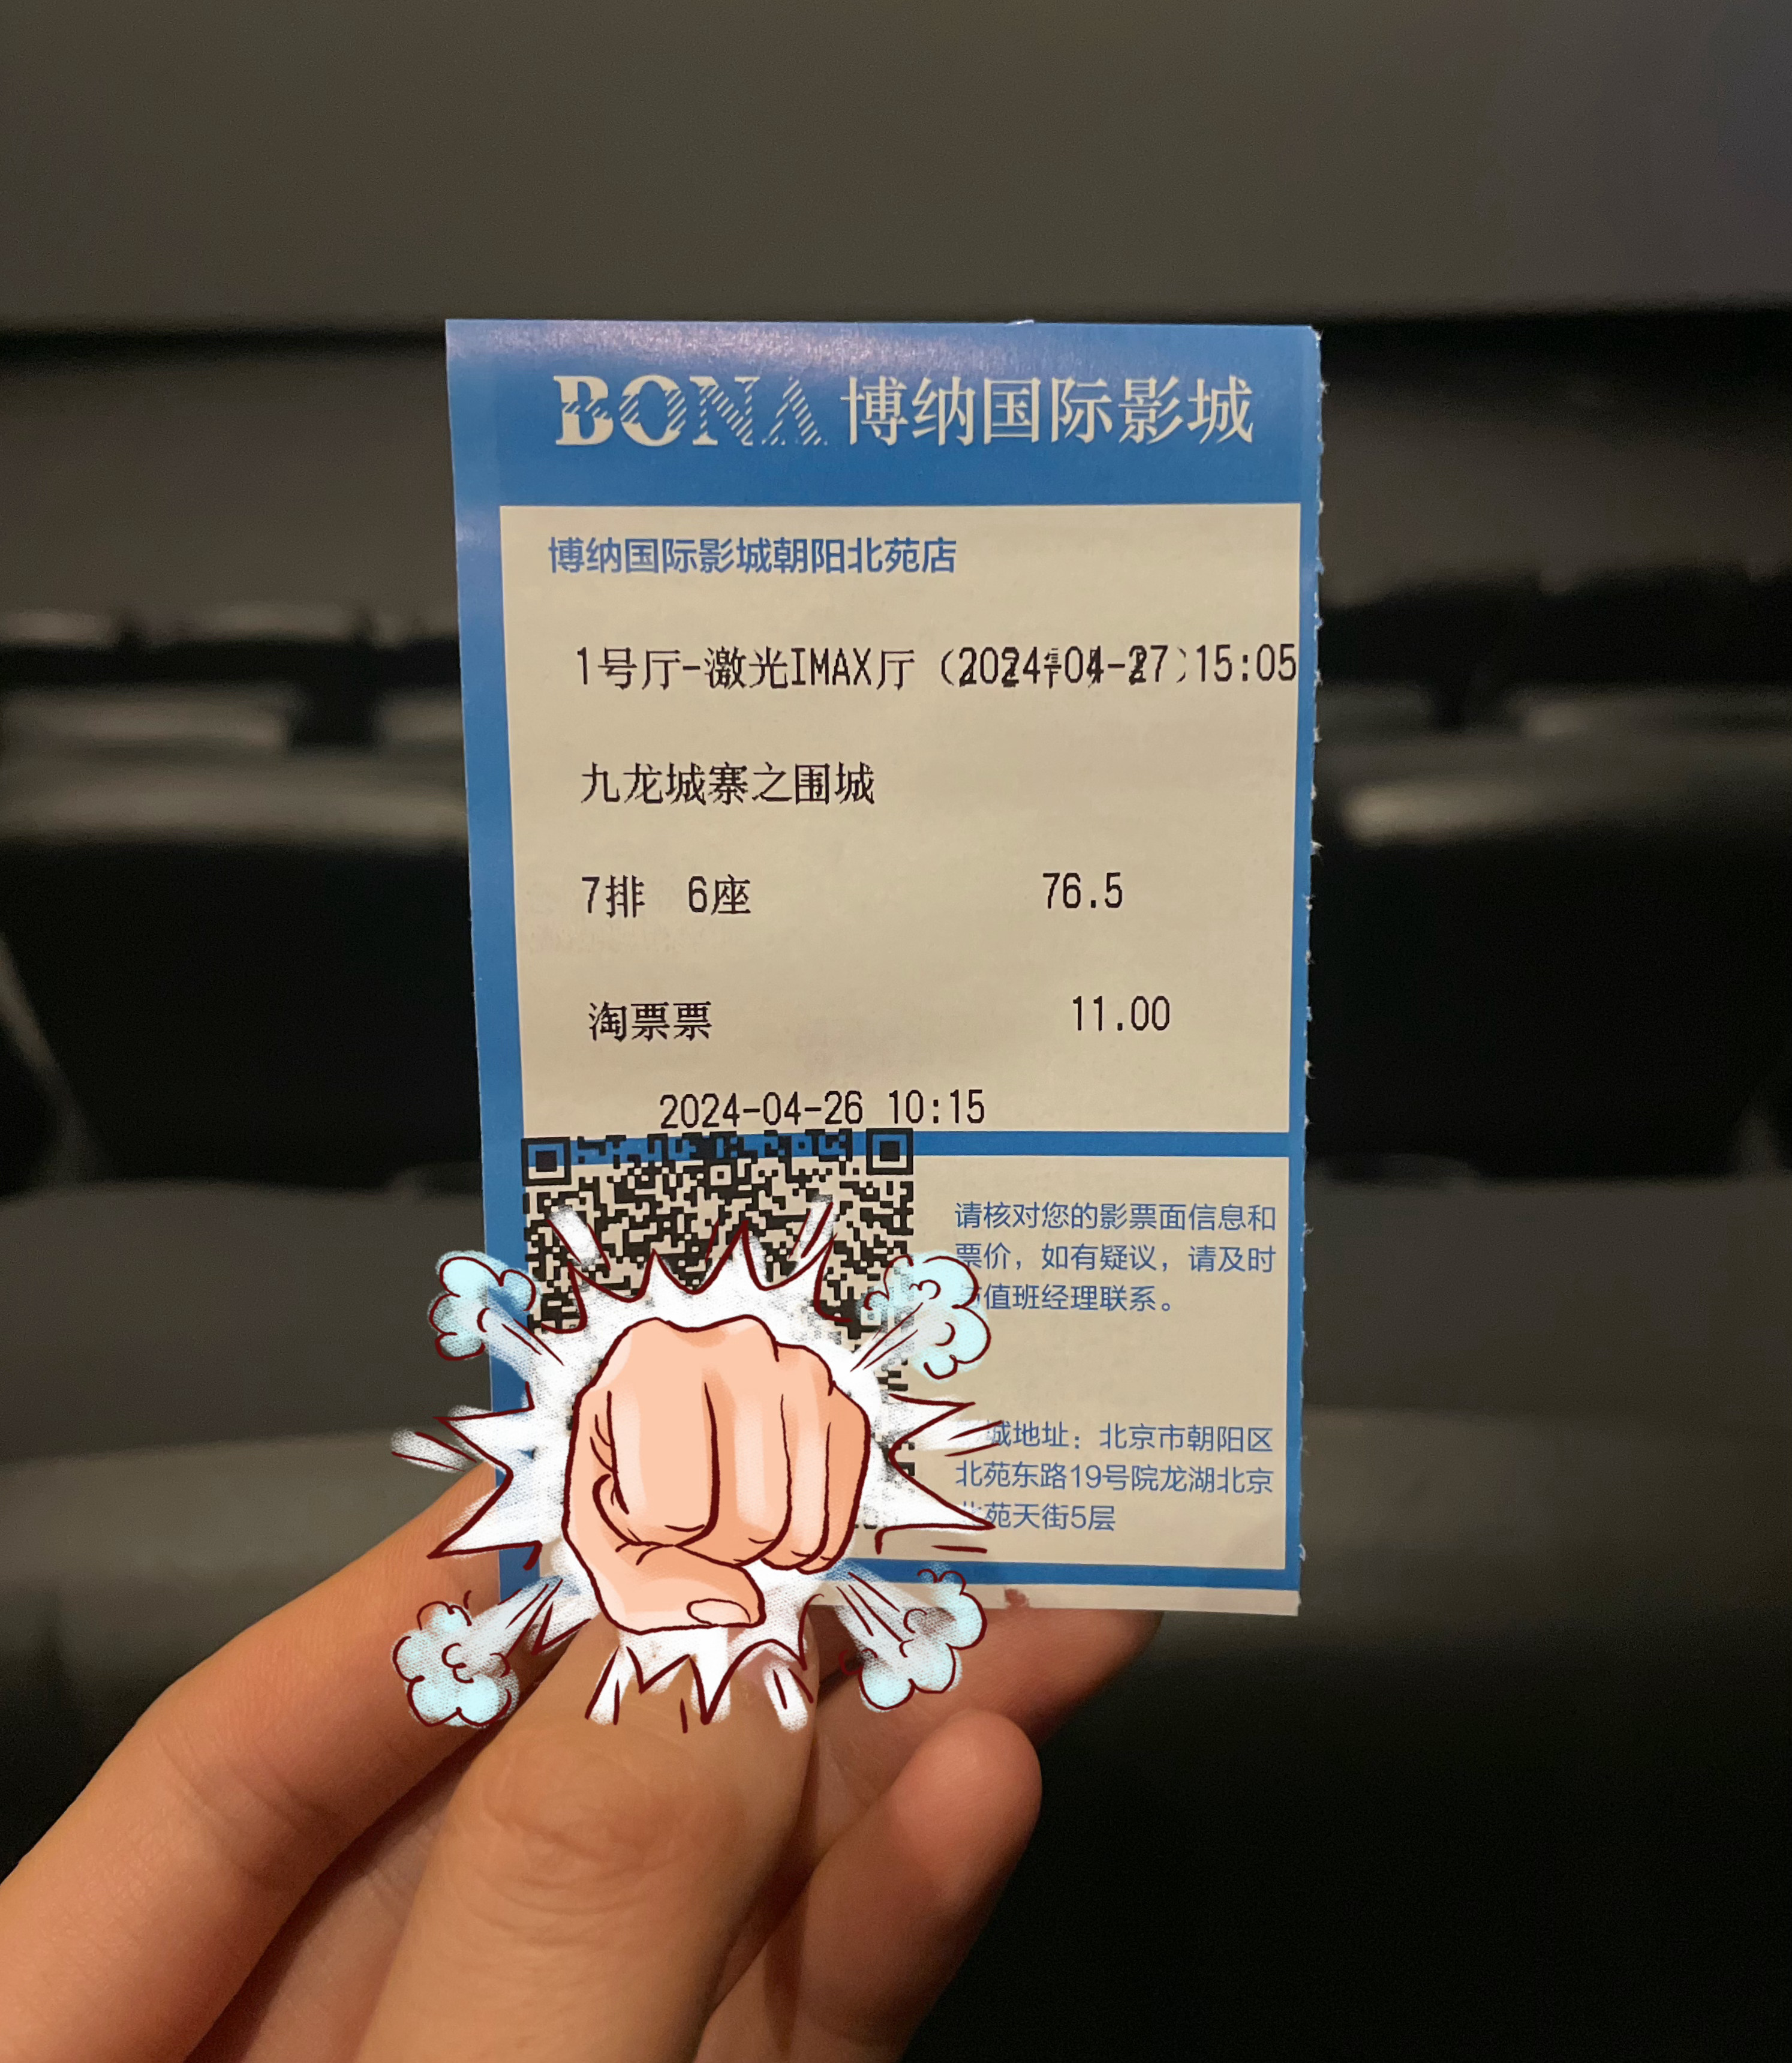 BONA 博纳国际影城
博纳国际影城朝阳北苑店
1号厅-激光IMAX厅 2024-04-27 15:05
九龙城寨之围城
7排 6座 76.5
淘票票 11.00
2024-04-26 10:15
请核对您的影票面信息和
票价，如有疑议，请及时
值班经理联系。
城地址：北京市朝阳区
北苑东路19号院龙湖北京
北苑天街5层